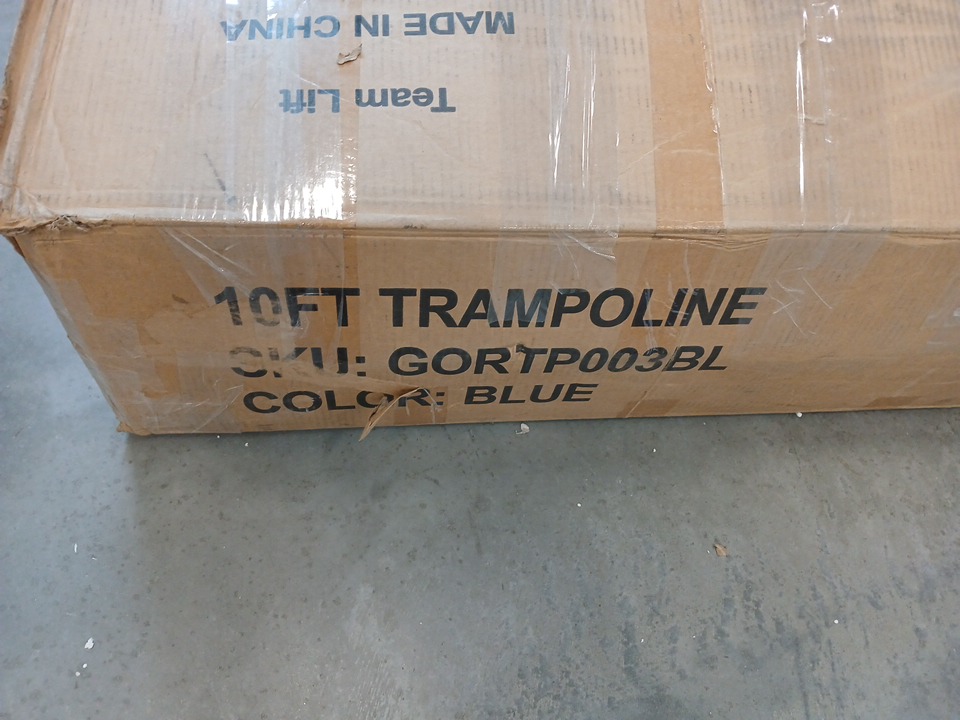 MADE IN CHINA
Team Lift
10FT TRAMPOLINE
SKU: GORTP003BL
COLOR: BLUE